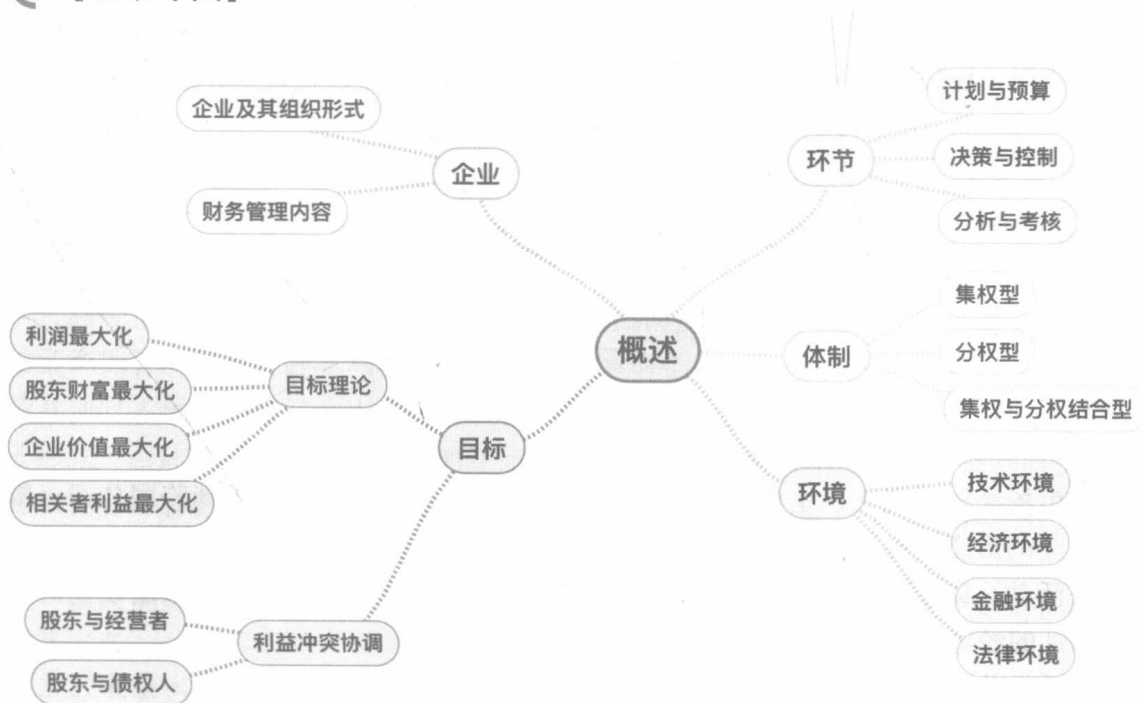 企业及其组织形式
企业
财务管理内容
利润最大化
股东财富最大化
企业价值最大化
相关者利益最大化
目标理论
目标
股东与经营者
股东与债权人
利益冲突协调
概述
环节
计划与预算
决策与控制
分析与考核
体制
集权型
分权型
集权与分权结合型
环境
技术环境
经济环境
金融环境
法律环境